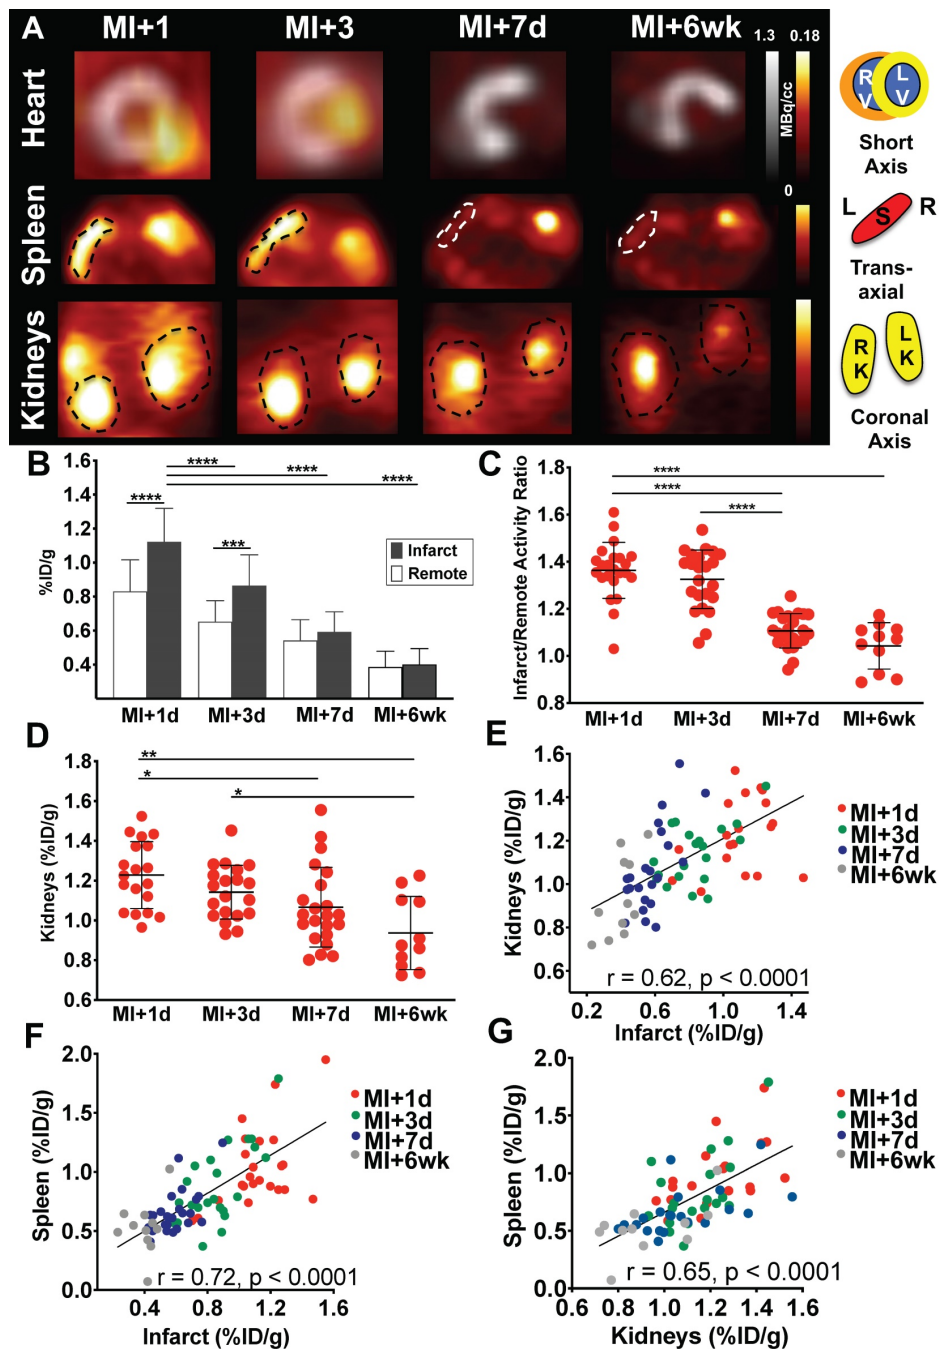 A MI+1 MI+3 MI+7d MI+6wk
1.3 0.18
Heart
MBq/cc
0
R V L V
Short
Axis
Spleen
L S R
Trans-
axial
Kidneys
R K L K
Coronal
Axis
B
1.6
1.4
1.2
1.0
0.8
0.6
0.4
%ID/g
**** **** ****
**** ***
Infarct
Remote
MI+1d MI+3d MI+7d MI+6wk
C
1.8
1.6
1.4
1.2
1.0
0.8
Infarct/Remote Activity Ratio
****
****
****
MI+1d MI+3d MI+7d MI+6wk
D
1.8
1.6
1.4
1.2
1.0
0.8
0.6
Kidneys (%ID/g)
**
*
*
MI+1d MI+3d MI+7d MI+6wk
E
1.6
1.4
1.2
1.0
0.8
0.6
Kidneys (%ID/g)
MI+1d
MI+3d
MI+7d
MI+6wk
r = 0.62, p < 0.0001
0.2 0.6 1.0 1.4
Infarct (%ID/g)
F
2.0
1.5
1.0
0.5
0.0
Spleen (%ID/g)
MI+1d
MI+3d
MI+7d
MI+6wk
r = 0.72, p < 0.0001
0.4 0.8 1.2 1.6
Infarct (%ID/g)
G
2.0
1.5
1.0
0.5
0.0
Spleen (%ID/g)
MI+1d
MI+3d
MI+7d
MI+6wk
r = 0.65, p < 0.0001
0.6 0.8 1.0 1.2 1.4 1.6
Kidneys (%ID/g)